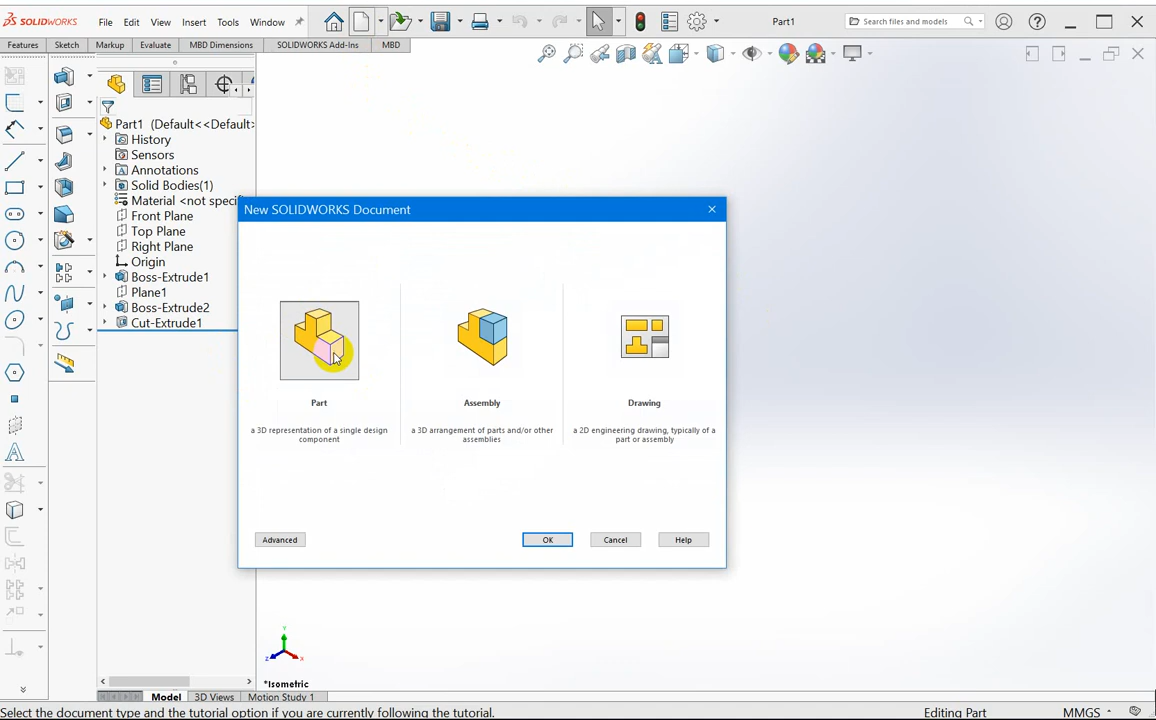 SOLIDWORKS File Edit View Insert Tools Window Part1 Search files and models
Features Sketch Markup Evaluate MBD Dimensions SOLIDWORKS Add-Ins MBD
Part1 (Default<<Default>
History
Sensors
Annotations
Solid Bodies(1)
Material <not specif
Front Plane
Top Plane
Right Plane
Origin
Boss-Extrude1
Plane1
Boss-Extrude2
Cut-Extrude1
New SOLIDWORKS Document
Part Assembly Drawing
a 3D representation of a single design component
a 3D arrangement of parts and/or other assemblies
a 2D engineering drawing, typically of a part or assembly
Advanced OK Cancel Help
Y
Z X
*Isometric
Model 3D Views Motion Study 1
Select the document type and the tutorial option if you are currently following the tutorial. Editing Part MMGS